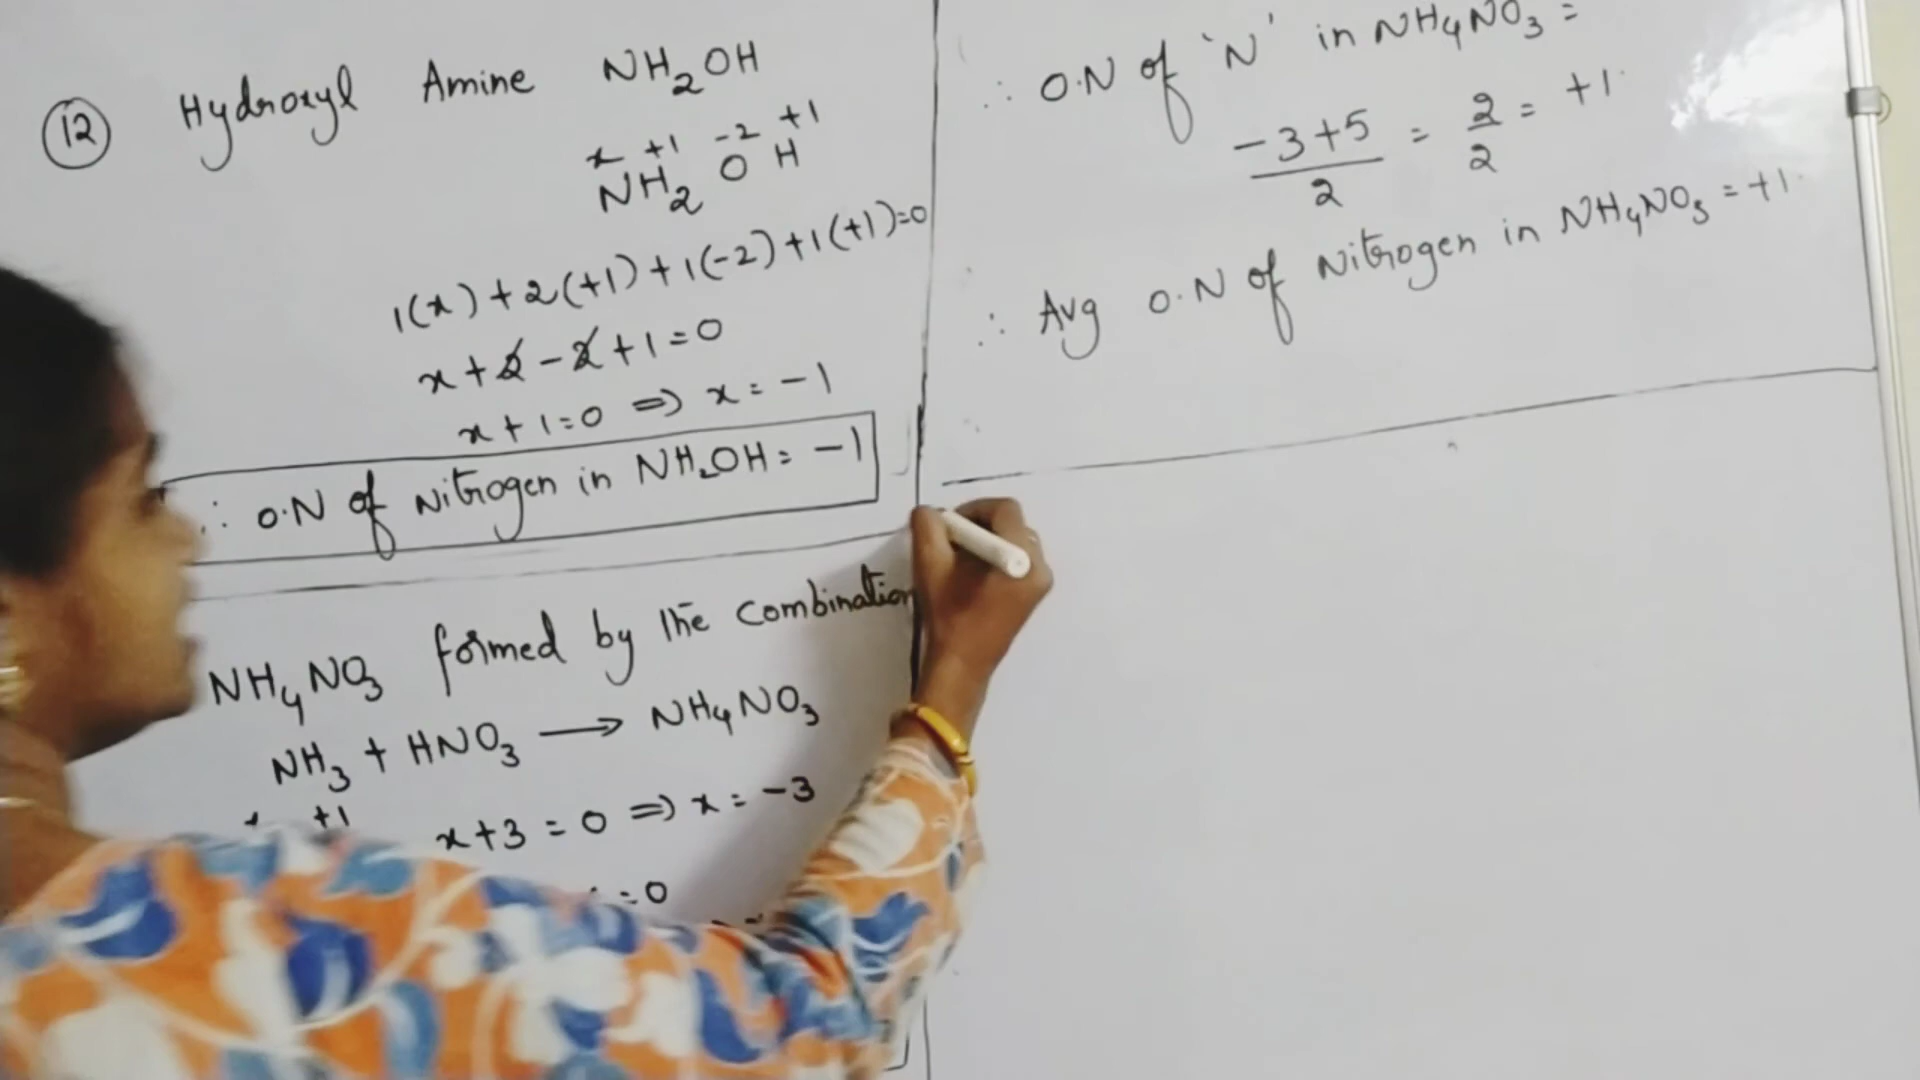 12 Hydroxyl Amine NH2OH
x +1 -2 +1
NH2 O H
1(x) + 2(+1) + 1(-2) + 1(+1)=0
x + 2 - 2 + 1 = 0
x + 1 = 0 ⇒ x = -1
∴ O.N of Nitrogen in NH2OH = -1
NH4NO3 formed by the combination
NH3 + HNO3 ⟶ NH4NO3
+1
x+3 = 0 ⇒ x = -3
=0
∴ O.N of 'N' in NH4NO3 =
-3+5/2 = 2/2 = +1.
∴ Avg O.N of Nitrogen in NH4NO3 = +1.